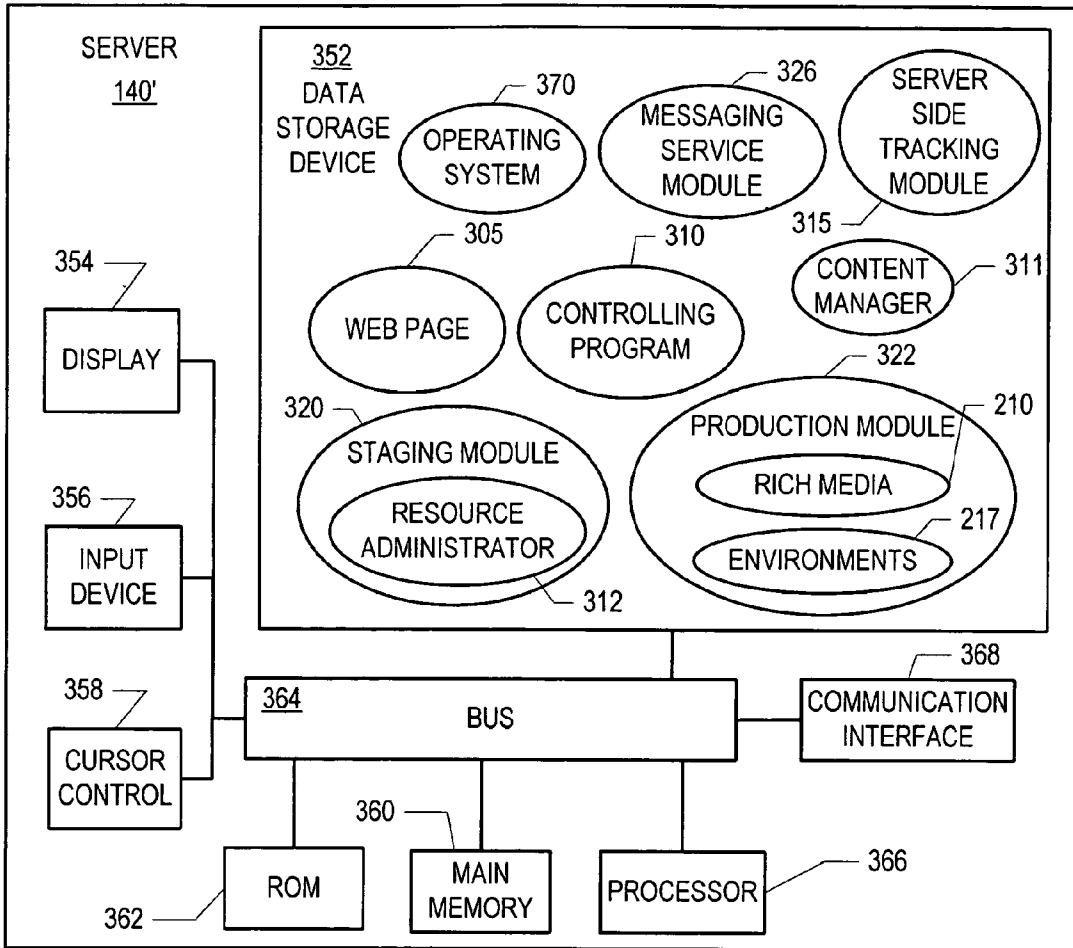 SERVER
140'
352
DATA
STORAGE
DEVICE
370
OPERATING
SYSTEM
326
MESSAGING
SERVICE
MODULE
SERVER
SIDE
TRACKING
MODULE
315
305
WEB PAGE
310
CONTROLLING
PROGRAM
CONTENT
MANAGER
311
320
STAGING MODULE
RESOURCE
ADMINISTRATOR
312
322
PRODUCTION MODULE
210
RICH MEDIA
217
ENVIRONMENTS
354
DISPLAY
356
INPUT
DEVICE
358
CURSOR
CONTROL
364
BUS
368
COMMUNICATION
INTERFACE
362
ROM
360
MAIN
MEMORY
PROCESSOR
366